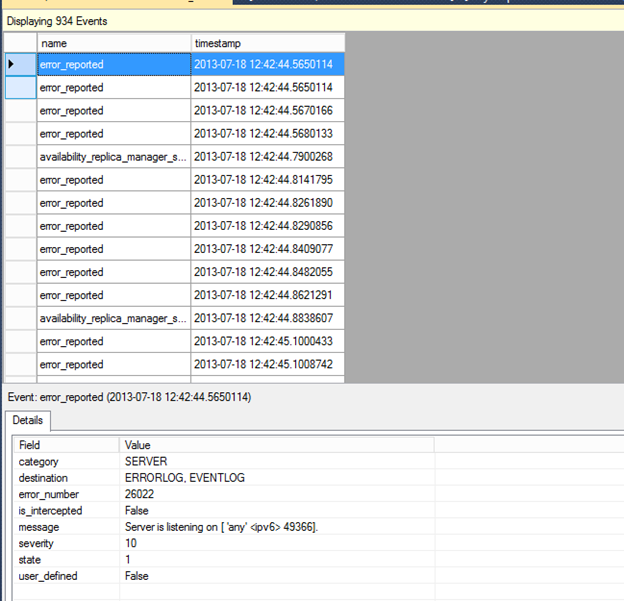 Displaying 934 Events
name timestamp
error_reported 2013-07-18 12:42:44.5650114
error_reported 2013-07-18 12:42:44.5650114
error_reported 2013-07-18 12:42:44.5670166
error_reported 2013-07-18 12:42:44.5680133
availability_replica_manager_s... 2013-07-18 12:42:44.7900268
error_reported 2013-07-18 12:42:44.8141795
error_reported 2013-07-18 12:42:44.8261890
error_reported 2013-07-18 12:42:44.8290856
error_reported 2013-07-18 12:42:44.8409077
error_reported 2013-07-18 12:42:44.8482055
error_reported 2013-07-18 12:42:44.8621291
availability_replica_manager_s... 2013-07-18 12:42:44.8838607
error_reported 2013-07-18 12:42:45.1000433
error_reported 2013-07-18 12:42:45.1008742
Event: error_reported (2013-07-18 12:42:44.5650114)
Details
Field Value
category SERVER
destination ERRORLOG, EVENTLOG
error_number 26022
is_intercepted False
message Server is listening on [ 'any' <ipv6> 49366].
severity 10
state 1
user_defined False